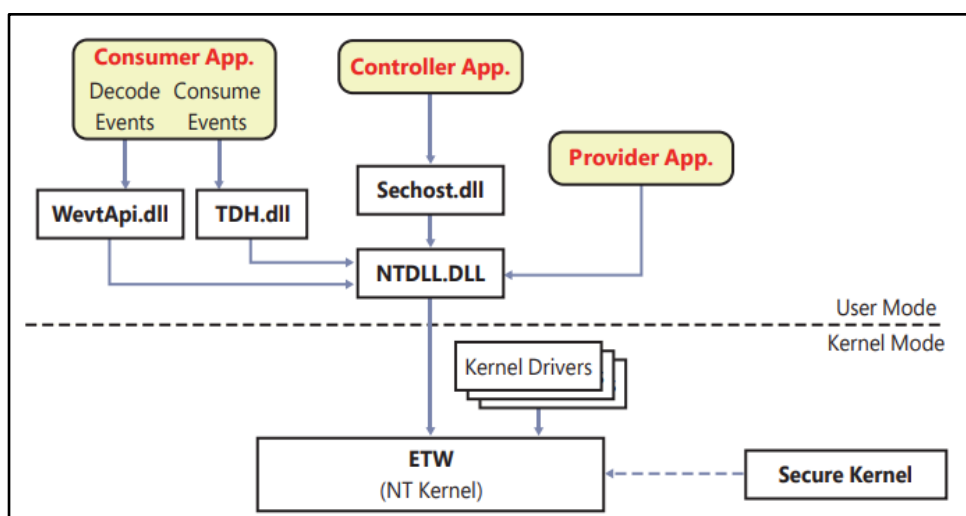 Consumer App.
Decode Consume
Events Events
Controller App.
Provider App.
WevtApi.dll
TDH.dll
Sechost.dll
NTDLL.DLL
User Mode
Kernel Mode
Kernel Drivers
ETW
(NT Kernel)
Secure Kernel